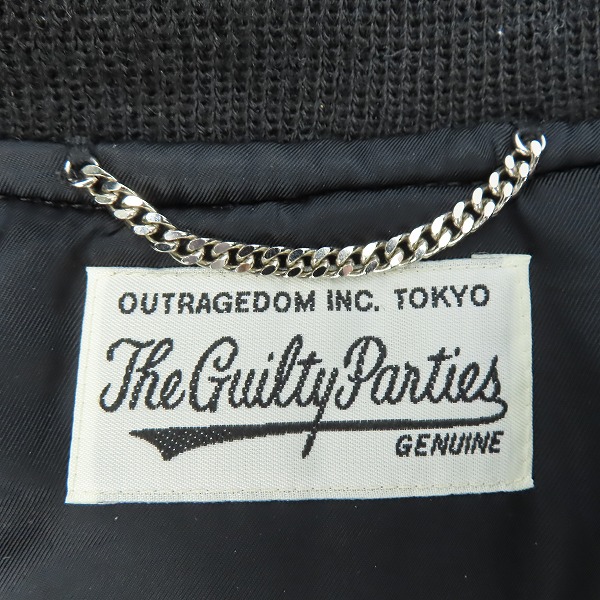 OUTRAGEDOM INC. TOKYO
The Guilty Parties
GENUINE